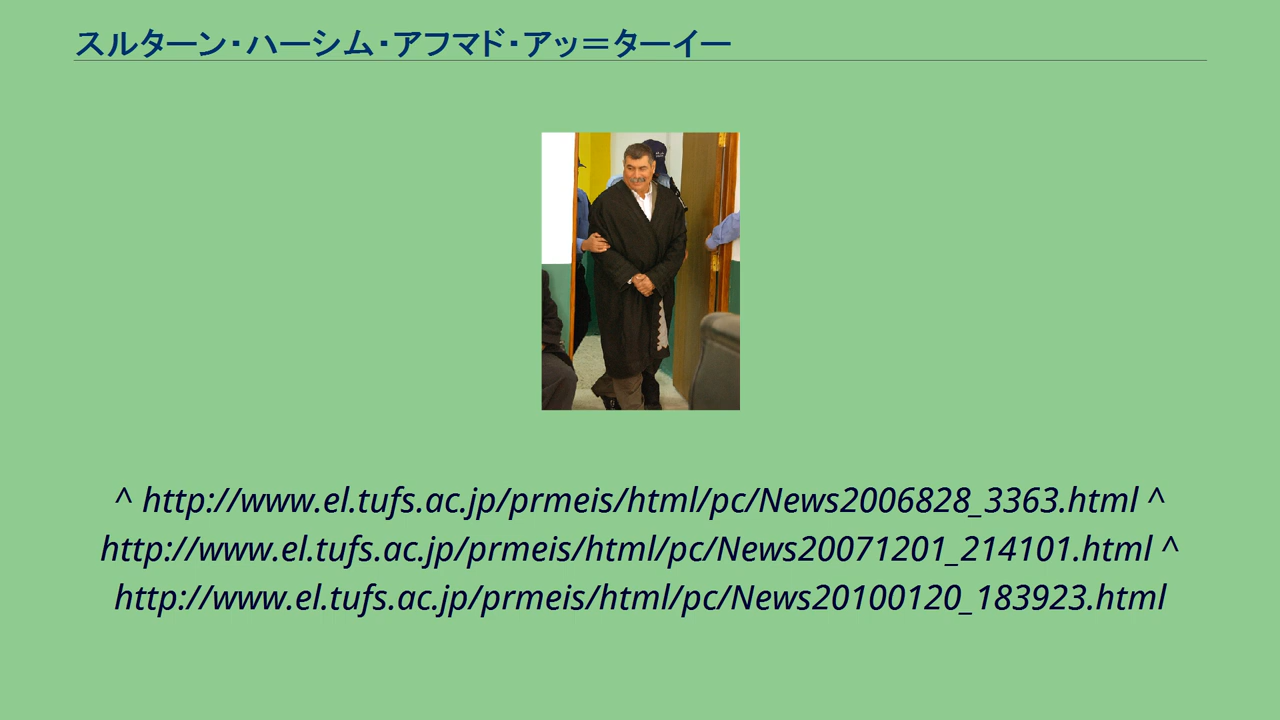 スルターン・ハーシム・アフマド・アッ＝ターイー
^ http://www.el.tufs.ac.jp/prmeis/html/pc/News2006828_3363.html ^
http://www.el.tufs.ac.jp/prmeis/html/pc/News20071201_214101.html ^
http://www.el.tufs.ac.jp/prmeis/html/pc/News20100120_183923.html